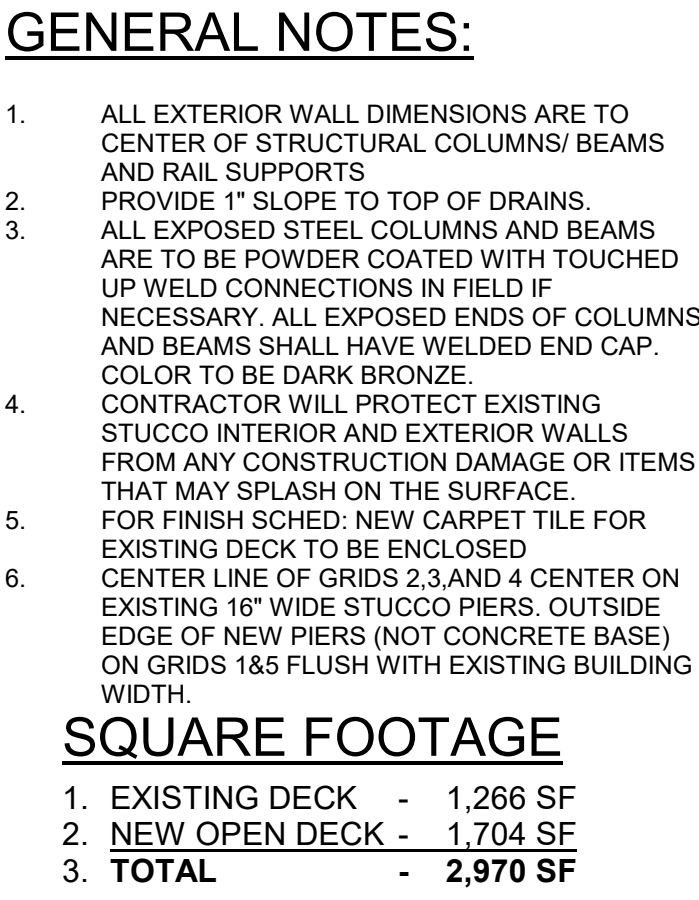 GENERAL NOTES:
1. ALL EXTERIOR WALL DIMENSIONS ARE TO
CENTER OF STRUCTURAL COLUMNS/ BEAMS
AND RAIL SUPPORTS
2. PROVIDE 1" SLOPE TO TOP OF DRAINS.
3. ALL EXPOSED STEEL COLUMNS AND BEAMS
ARE TO BE POWDER COATED WITH TOUCHED
UP WELD CONNECTIONS IN FIELD IF
NECESSARY. ALL EXPOSED ENDS OF COLUMNS
AND BEAMS SHALL HAVE WELDED END CAP.
COLOR TO BE DARK BRONZE.
4. CONTRACTOR WILL PROTECT EXISTING
STUCCO INTERIOR AND EXTERIOR WALLS
FROM ANY CONSTRUCTION DAMAGE OR ITEMS
THAT MAY SPLASH ON THE SURFACE.
5. FOR FINISH SCHED: NEW CARPET TILE FOR
EXISTING DECK TO BE ENCLOSED
6. CENTER LINE OF GRIDS 2,3,AND 4 CENTER ON
EXISTING 16" WIDE STUCCO PIERS. OUTSIDE
EDGE OF NEW PIERS (NOT CONCRETE BASE)
ON GRIDS 1&5 FLUSH WITH EXISTING BUILDING
WIDTH.
SQUARE FOOTAGE
1. EXISTING DECK - 1,266 SF
2. NEW OPEN DECK - 1,704 SF
3. TOTAL - 2,970 SF